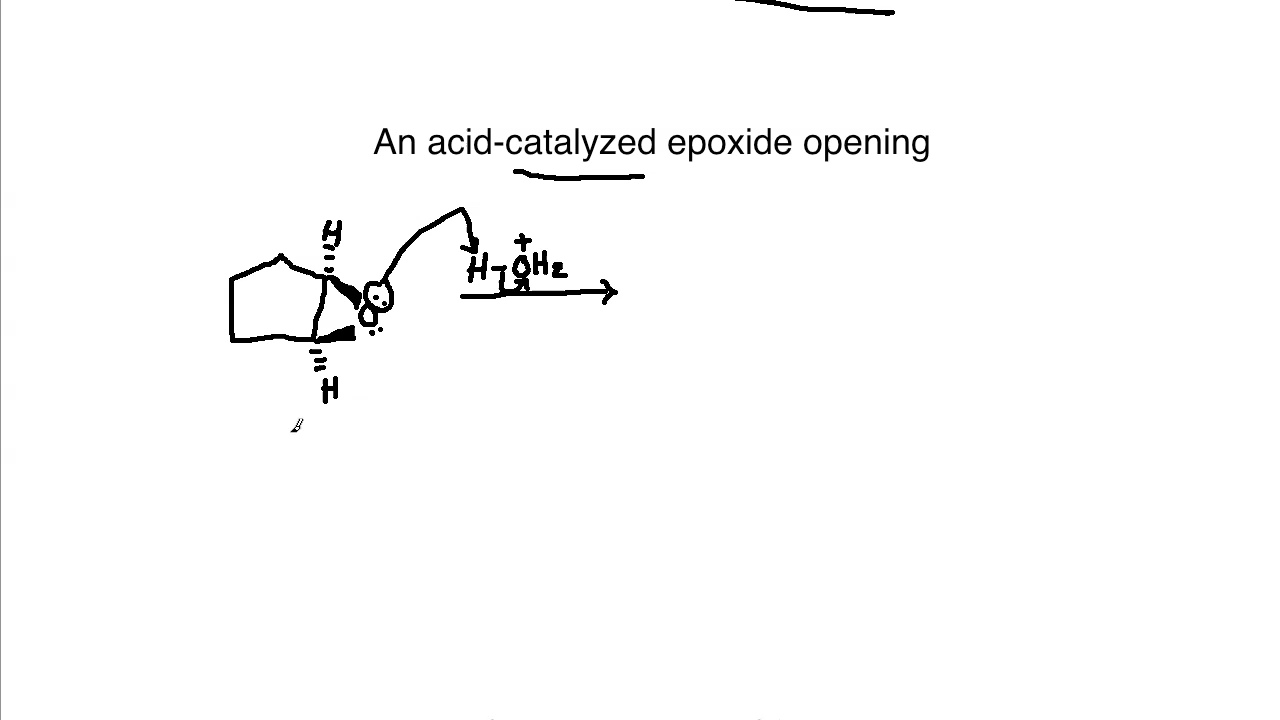 An acid-catalyzed epoxide opening
H
+
H-OH2
O
H